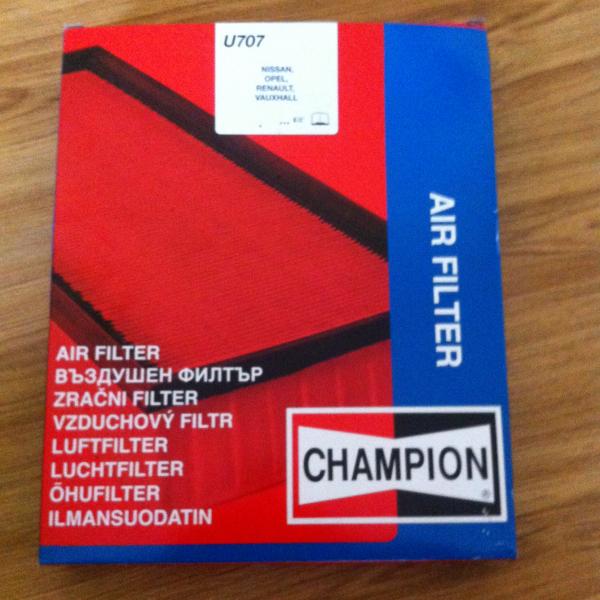 U707
NISSAN,
OPEL,
RENAULT,
VAUXHALL
AIR FILTER
AIR FILTER
ВЪЗДУШЕН ФИЛТЪР
ZRAČNI FILTER
VZDUCHOVÝ FILTR
LUFTFILTER
LUCHTFILTER
ÕHUFILTER
ILMANSUODATIN
CHAMPION
®